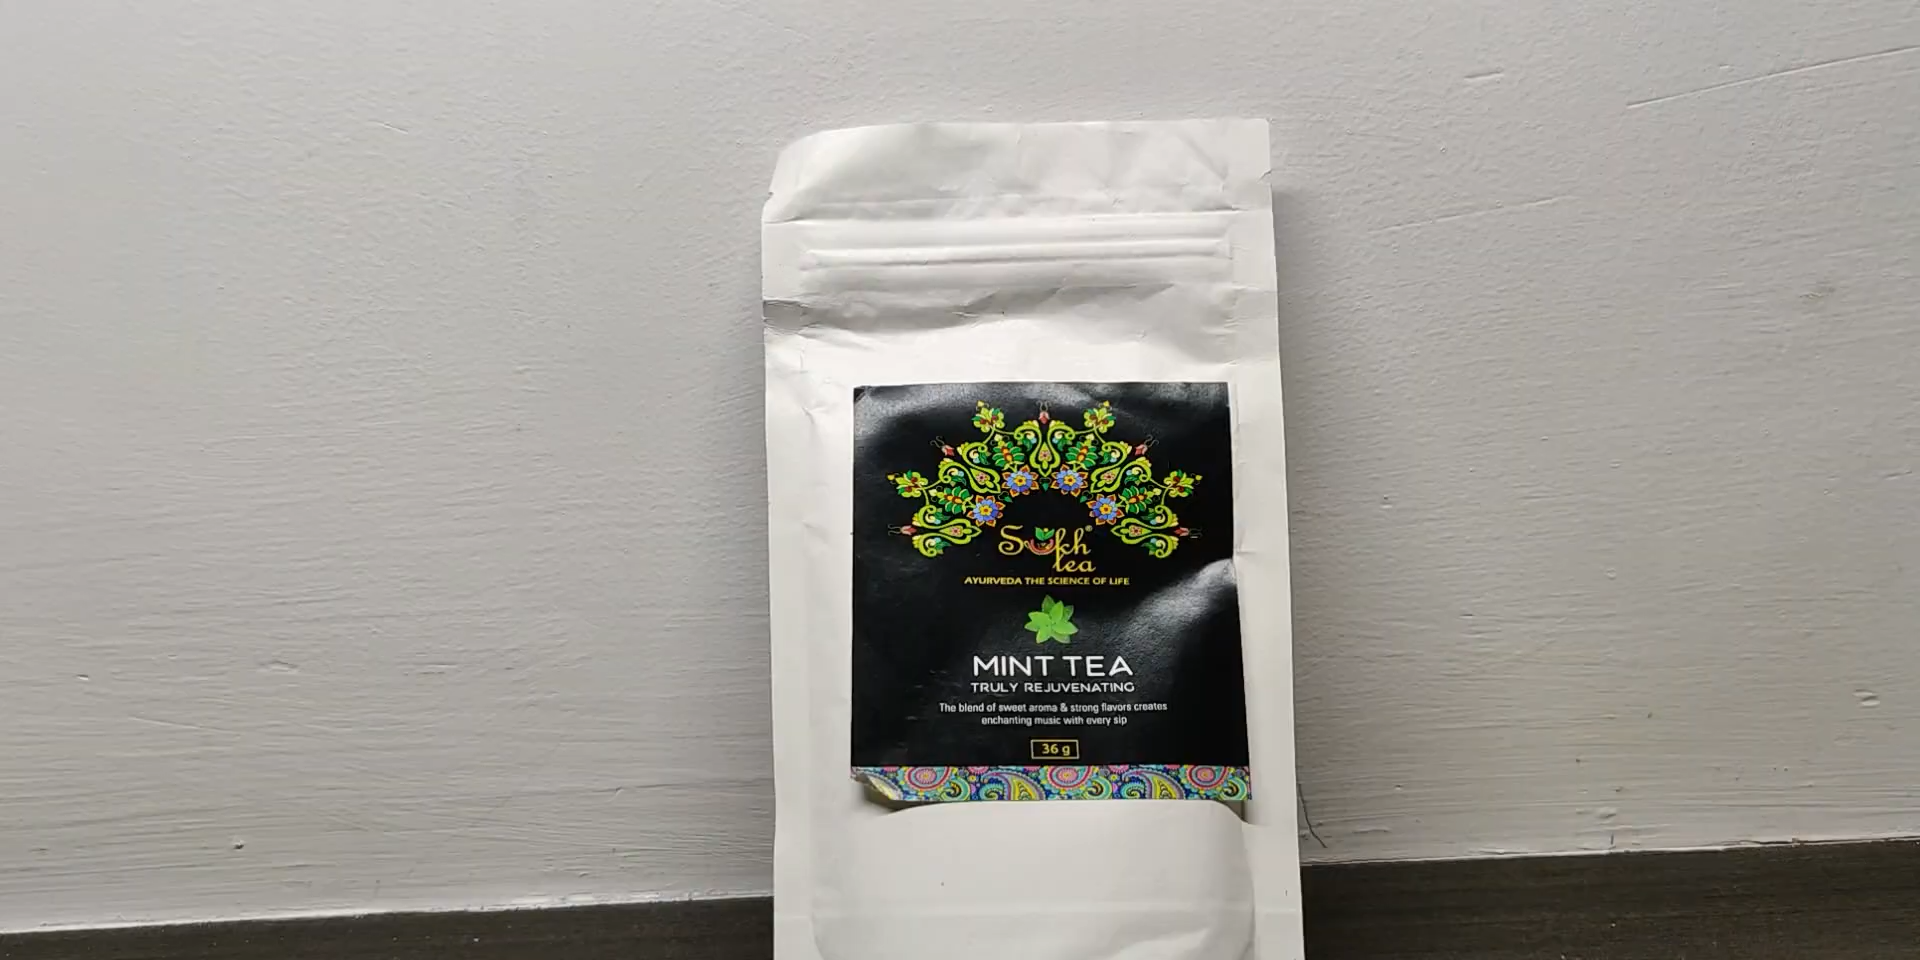 Sukh®
tea
AYURVEDA THE SCIENCE OF LIFE
MINT TEA
TRULY REJUVENATING
The blend of sweet aroma & strong flavors creates
enchanting music with every sip
36 g